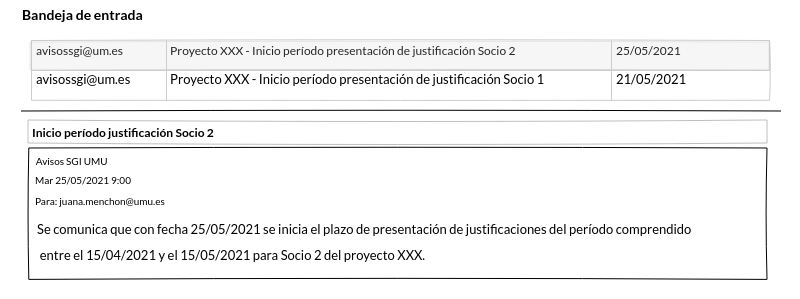 Bandeja de entrada
avisossgi@um.es Proyecto XXX - Inicio período presentación de justificación Socio 2 25/05/2021
avisossgi@um.es Proyecto XXX - Inicio período presentación de justificación Socio 1 21/05/2021
Inicio período justificación Socio 2
Avisos SGI UMU
Mar 25/05/2021 9:00
Para: juana.menchon@umu.es
Se comunica que con fecha 25/05/2021 se inicia el plazo de presentación de justificaciones del período comprendido
entre el 15/04/2021 y el 15/05/2021 para Socio 2 del proyecto XXX.